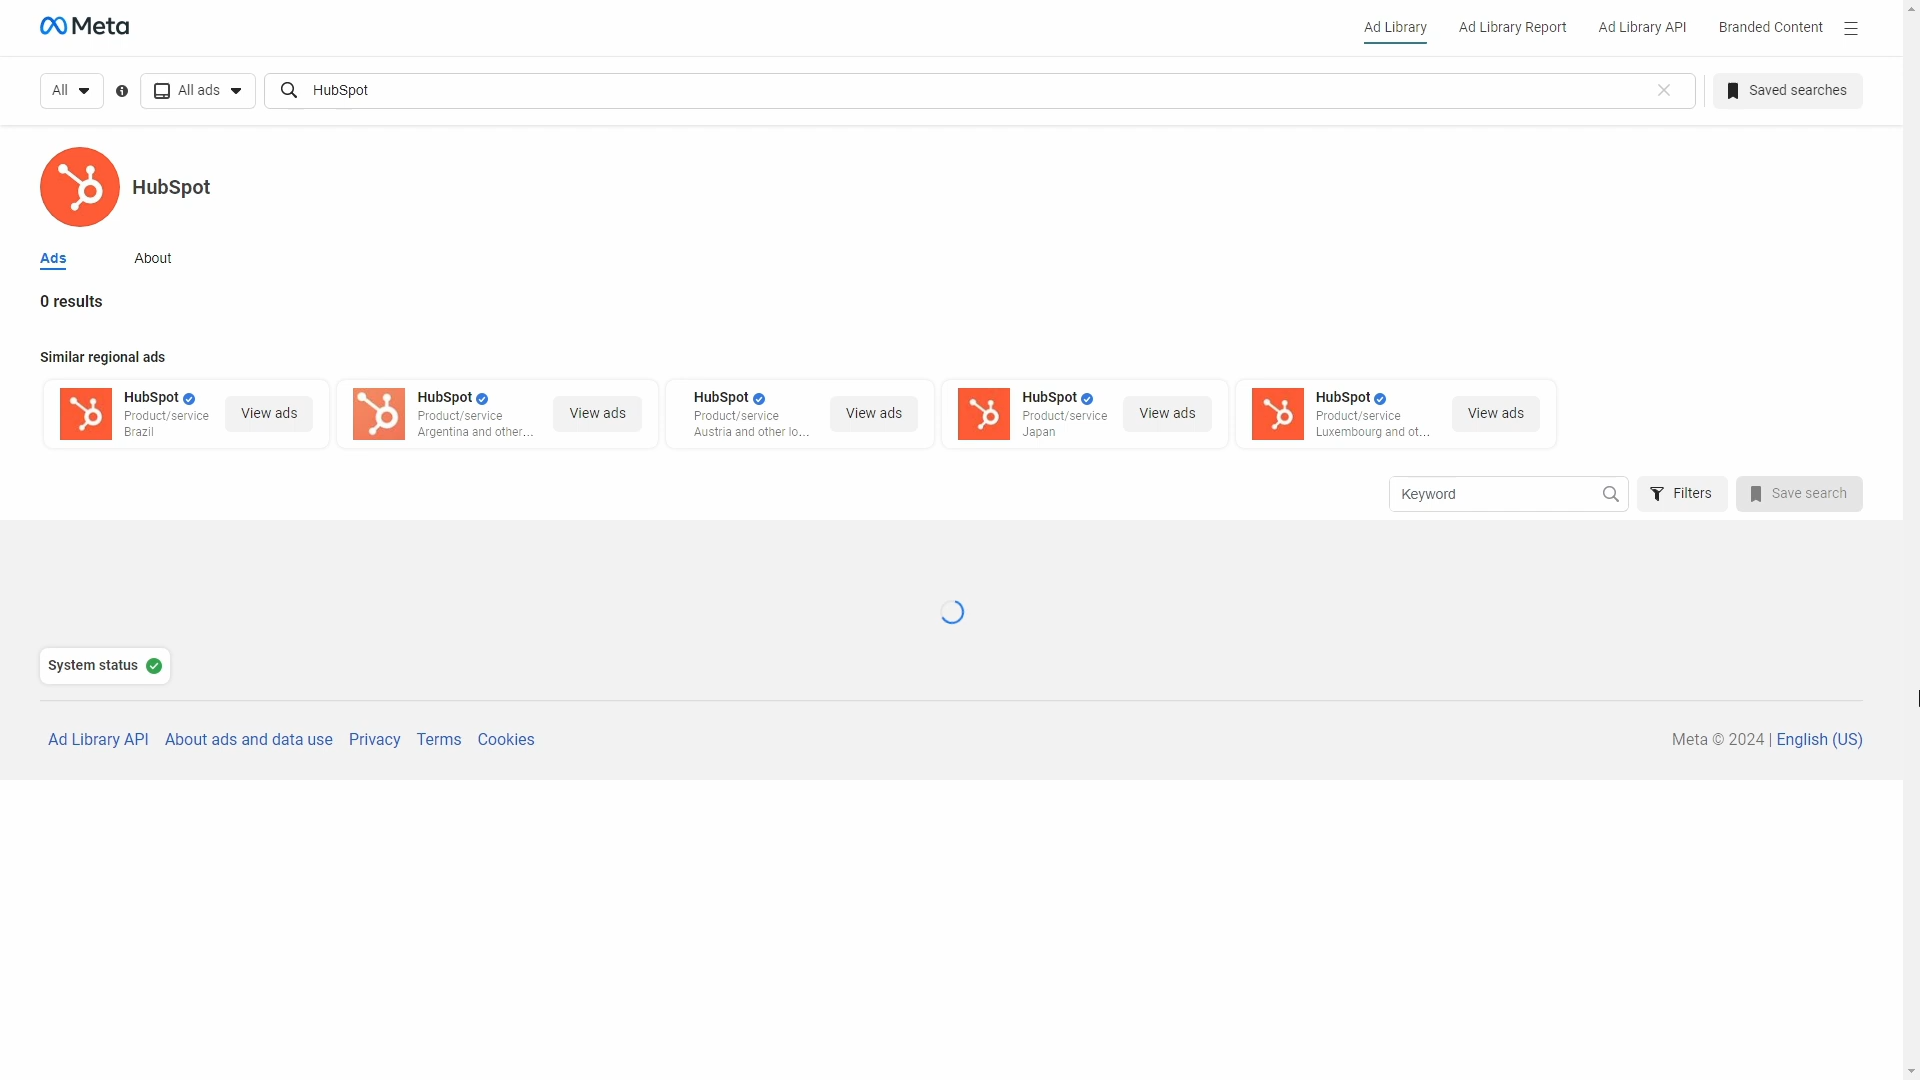 Meta
Ad Library
Ad Library Report
Ad Library API
Branded Content
All
All ads
HubSpot
Saved searches
HubSpot
Ads
About
0 results
Similar regional ads
HubSpot
Product/service
Brazil
View ads
HubSpot
Product/service
Argentina and other...
View ads
HubSpot
Product/service
Austria and other lo...
View ads
HubSpot
Product/service
Japan
View ads
HubSpot
Product/service
Luxembourg and ot...
View ads
Keyword
Filters
Save search
System status
Ad Library API
About ads and data use
Privacy
Terms
Cookies
Meta © 2024 | English (US)